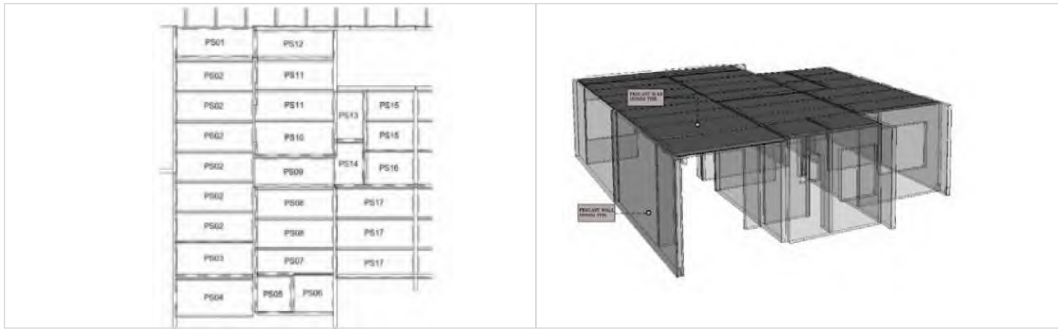 PS01
PS12
PS02
PS11
PS02
PS11
PS13
PS15
PS02
PS10
PS15
PS02
PS09
PS14
PS16
PS02
PS08
PS17
PS02
PS08
PS17
PS03
PS07
PS17
PS04
PS05
PS06
PRECAST SLAB
PRECAST WALL